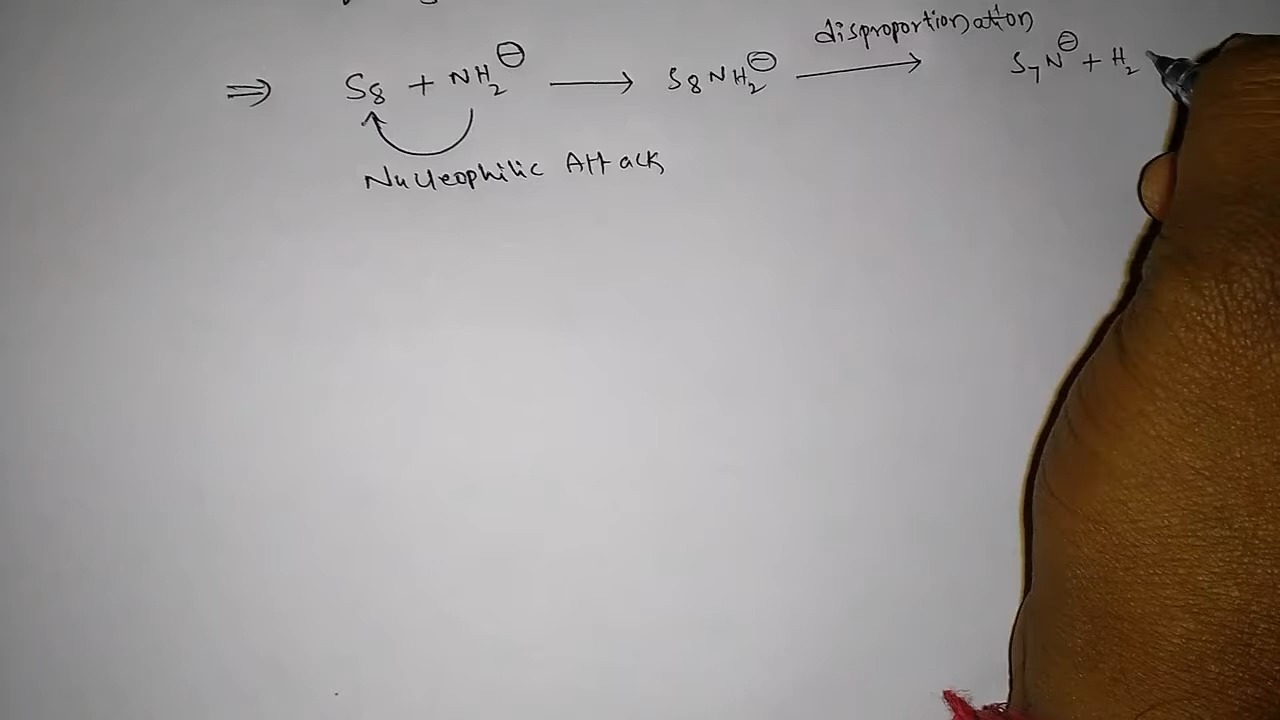 disproportionation
⇒ S₈ + NH₂⊖ ⟶ S₈NH₂⊖ ⟶ S₇N⊖ + H₂
Nucleophilic Attack